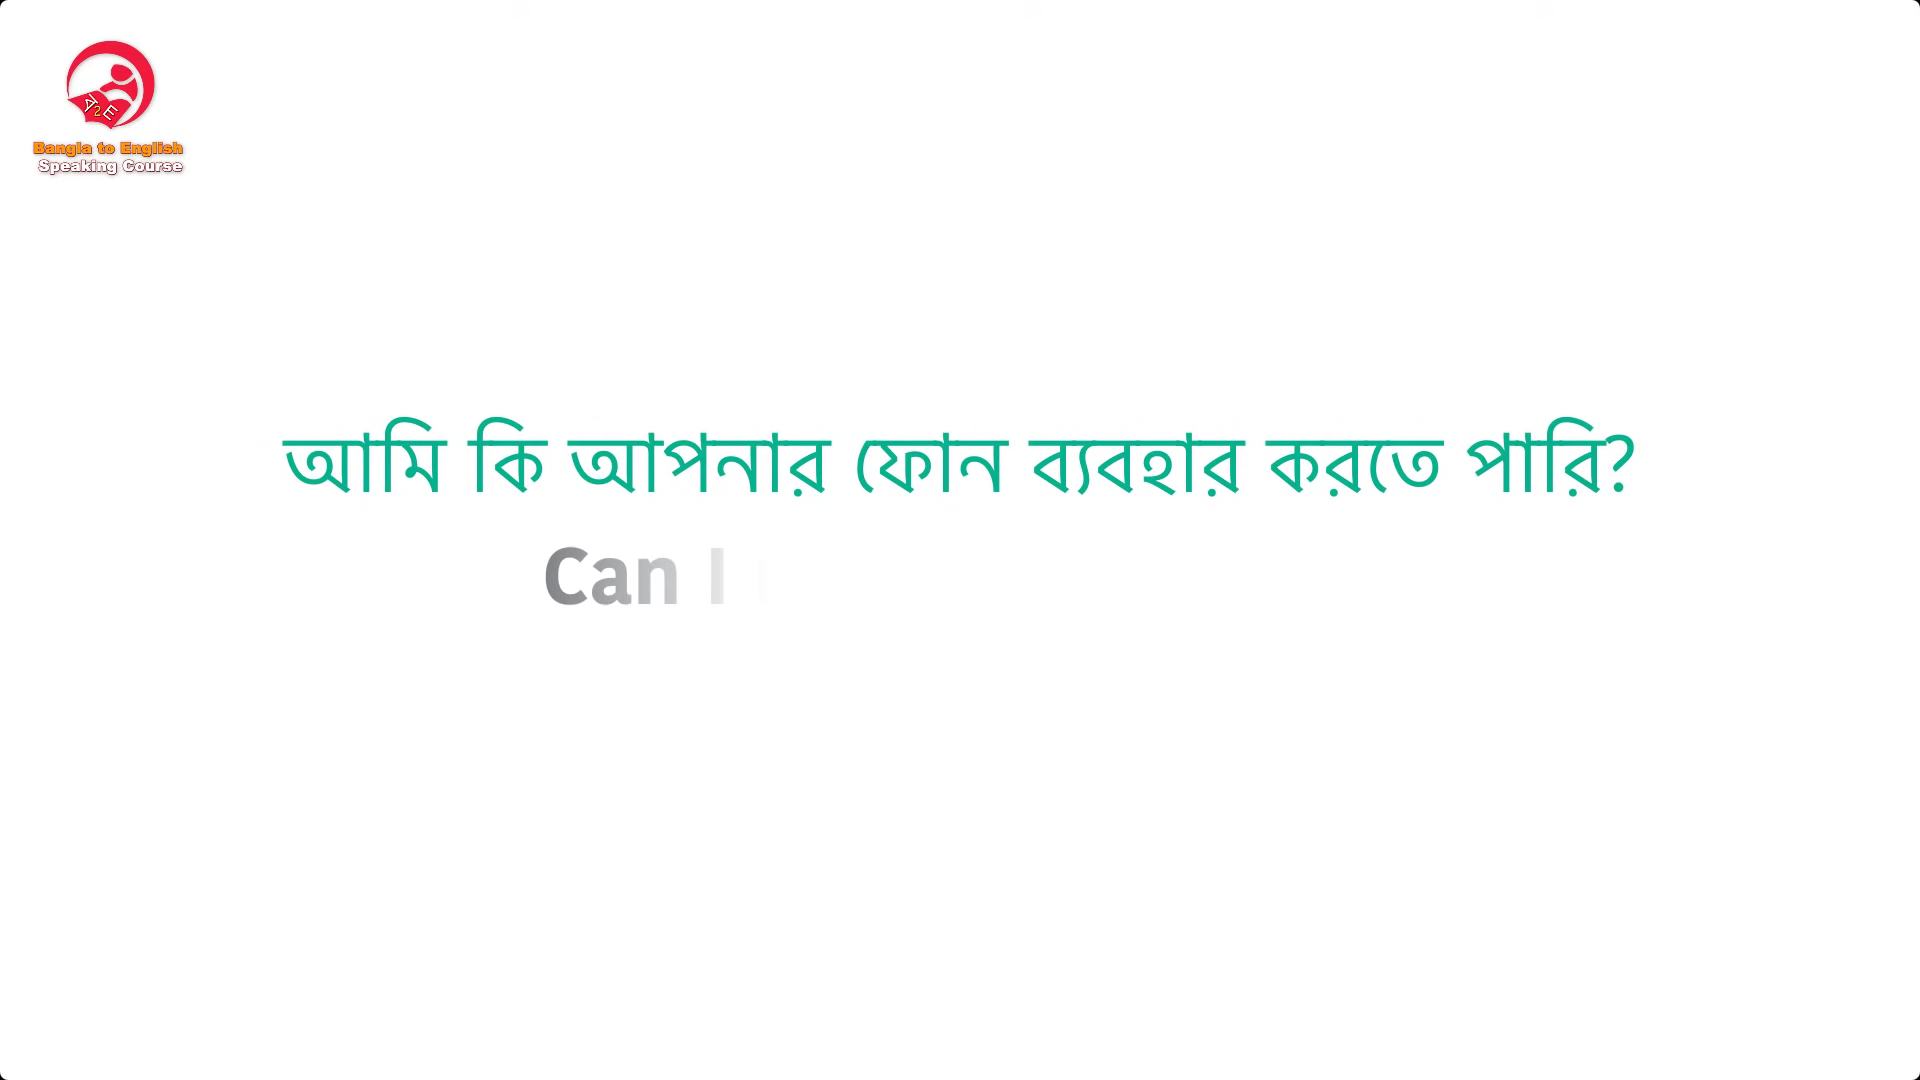 Bangla to English
Speaking Course
আমি কি আপনার ফোন ব্যবহার করতে পারি?
Can I